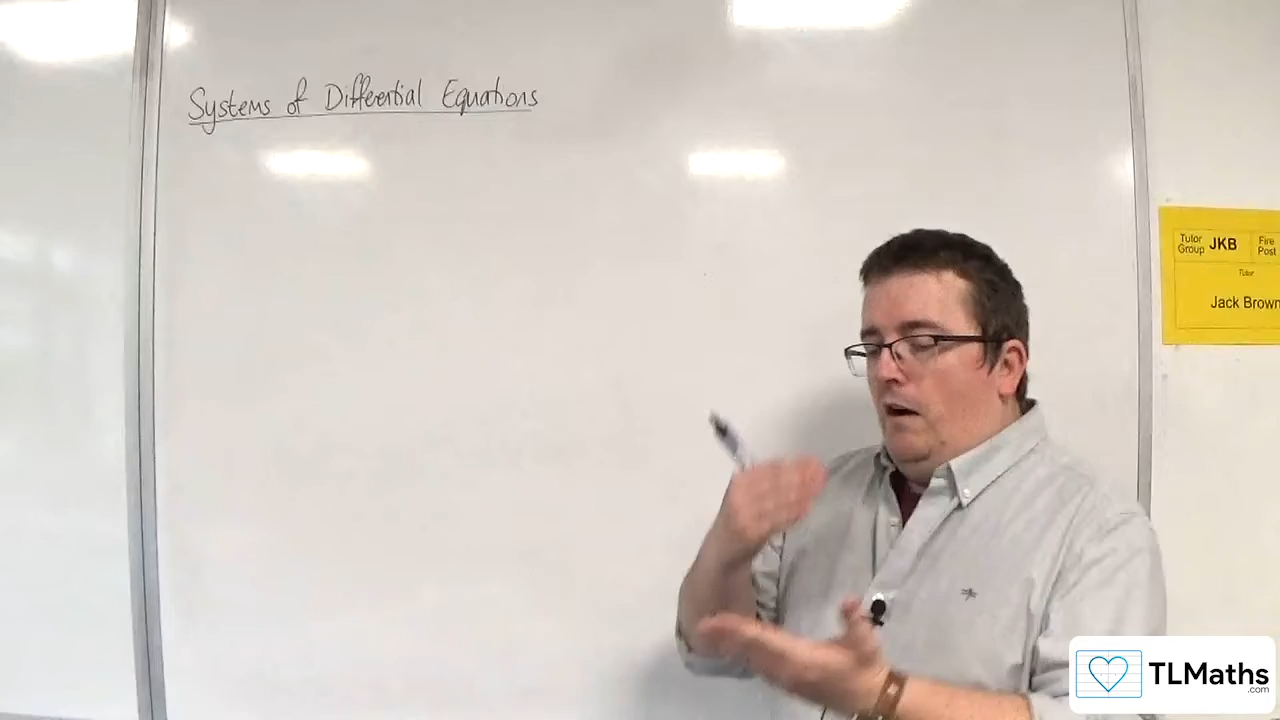 Systems of Differential Equations
Tutor Group JKB
Fire Post
Tutor
Jack Brown
TLMaths
.com